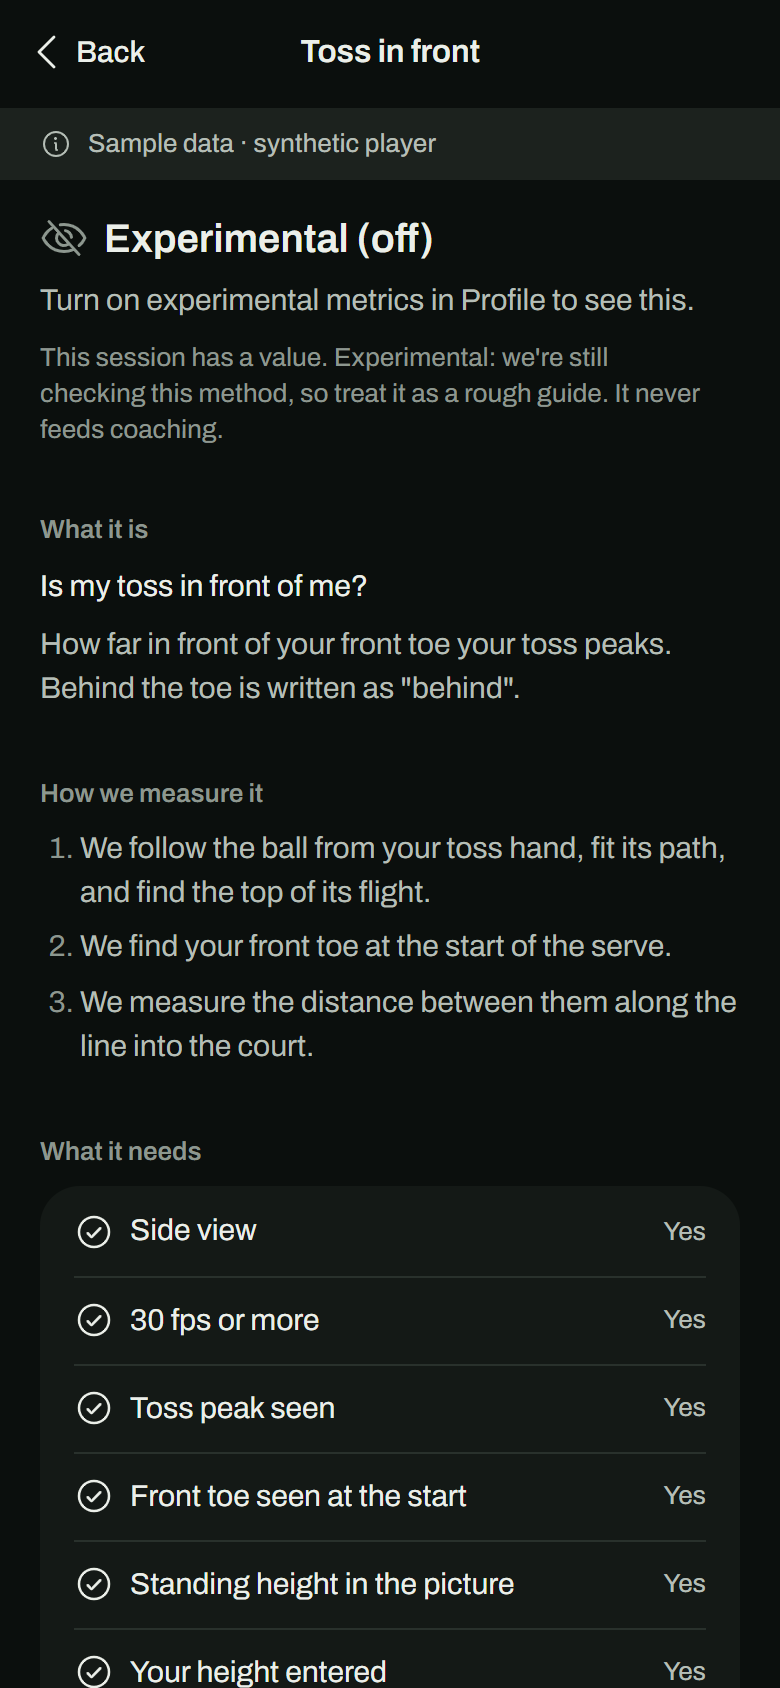 Back
Toss in front
Sample data · synthetic player
Experimental (off)
Turn on experimental metrics in Profile to see this.
This session has a value. Experimental: we're still
checking this method, so treat it as a rough guide. It never
feeds coaching.
What it is
Is my toss in front of me?
How far in front of your front toe your toss peaks.
Behind the toe is written as "behind".
How we measure it
1. We follow the ball from your toss hand, fit its path,
and find the top of its flight.
2. We find your front toe at the start of the serve.
3. We measure the distance between them along the
line into the court.
What it needs
Side view Yes
30 fps or more Yes
Toss peak seen Yes
Front toe seen at the start Yes
Standing height in the picture Yes
Your height entered Yes